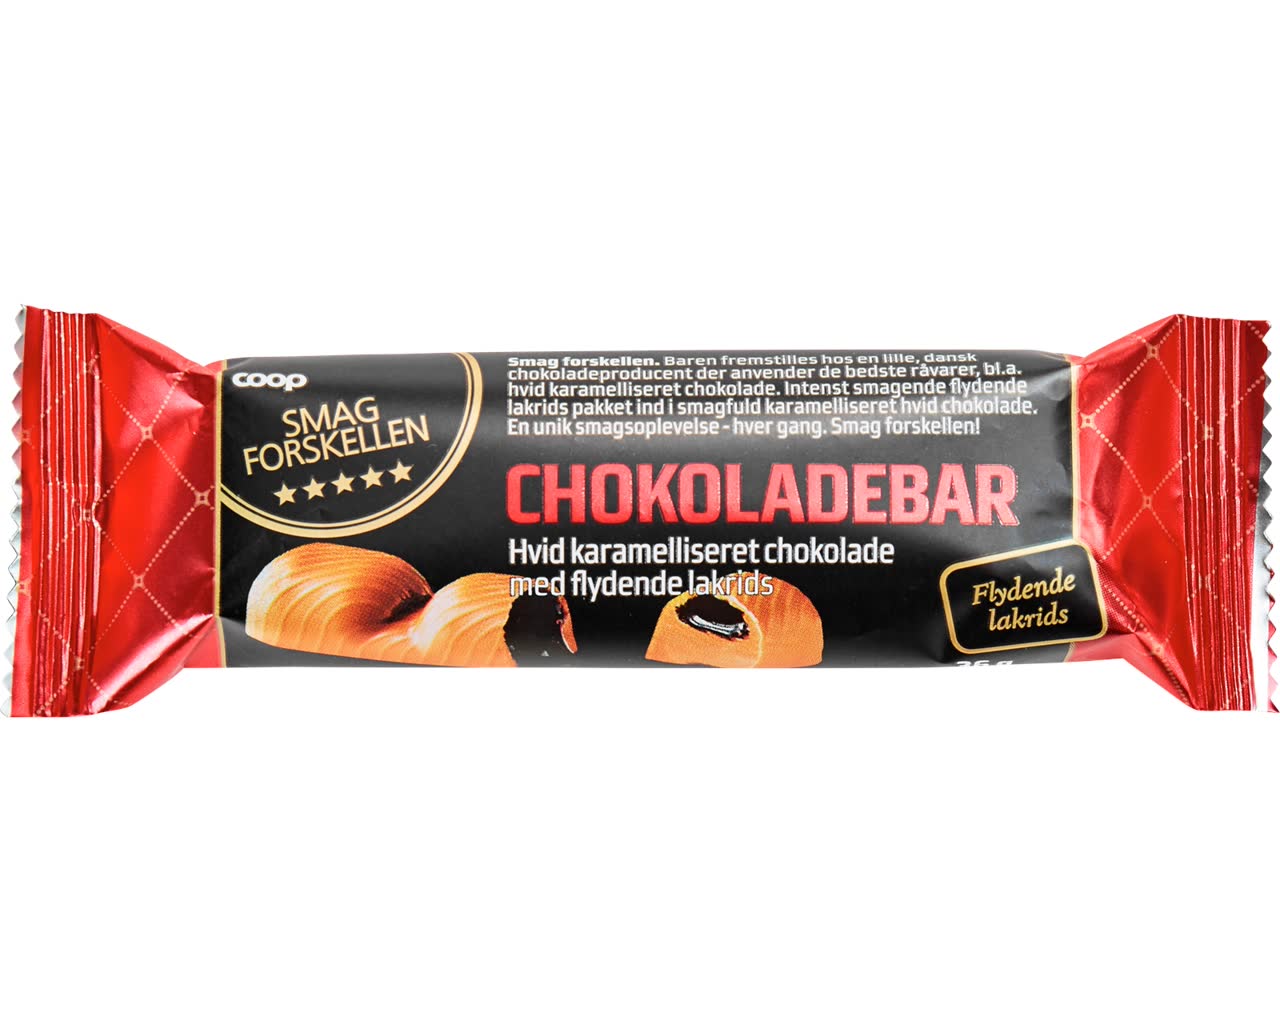 coop
SMAG
FORSKELLEN
Smag forskellen. Baren fremstilles hos en lille, dansk
chokoladeproducent der anvender de bedste råvarer, bl.a.
hvid karamelliseret chokolade. Intenst smagende flydende
lakrids pakket ind i smagfuld karamelliseret hvid chokolade.
En unik smagsoplevelse - hver gang. Smag forskellen!
CHOKOLADEBAR
Hvid karamelliseret chokolade
med flydende lakrids
Flydende
lakrids